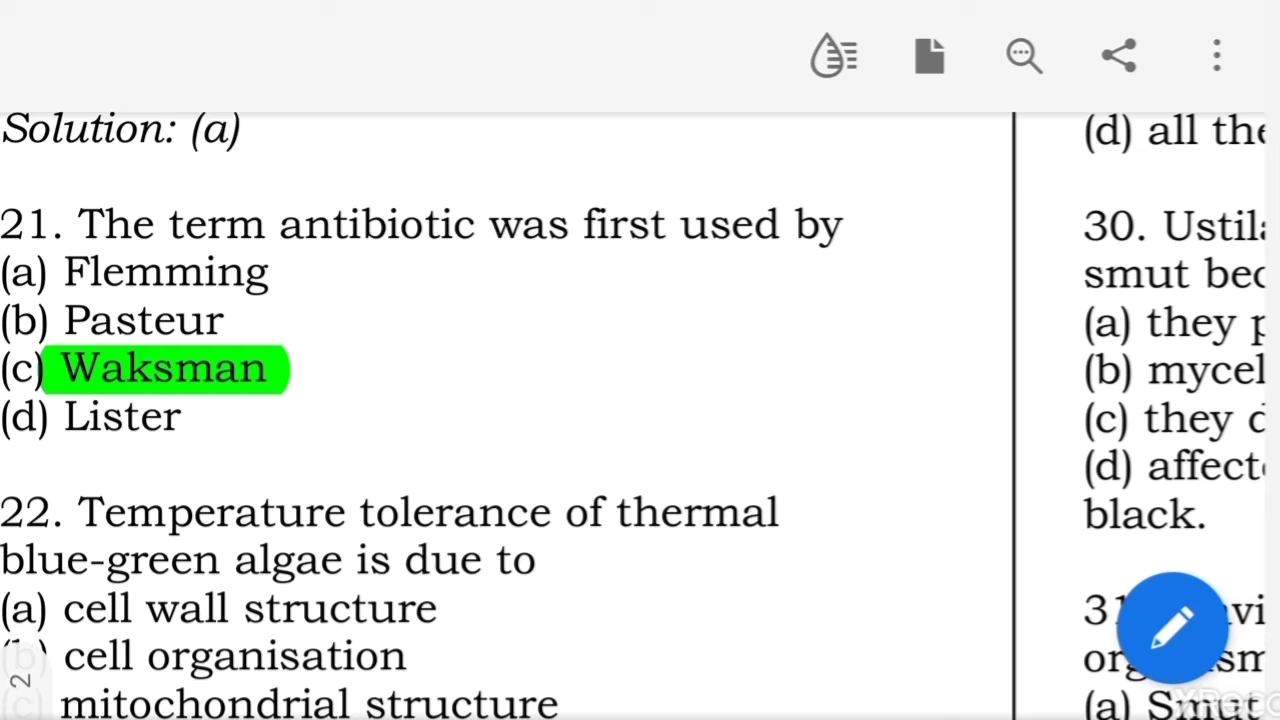 Solution: (a)
21. The term antibiotic was first used by
(a) Flemming
(b) Pasteur
(c) Waksman
(d) Lister
22. Temperature tolerance of thermal
blue-green algae is due to
(a) cell wall structure
(b) cell organisation
(c) mitochondrial structure
2
(d) all the
30.
smut
(a) they
(b)
(c) they
(d)
black.
(a)